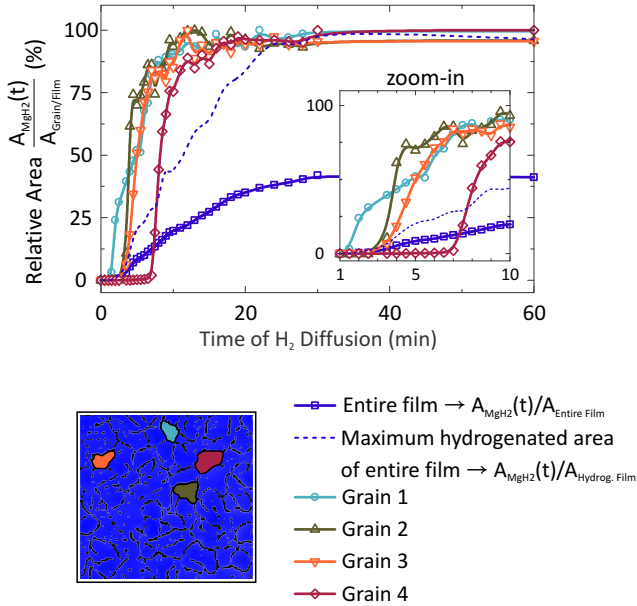 Relative Area A_MgH2(t) / A_Grain/Film (%)
100
75
50
25
0
0
20
40
60
Time of H₂ Diffusion (min)
zoom-in
100
0
1
5
10
Entire film → A_MgH2(t)/A_Entire Film
Maximum hydrogenated area
of entire film → A_MgH2(t)/A_Hydrog. Film
Grain 1
Grain 2
Grain 3
Grain 4